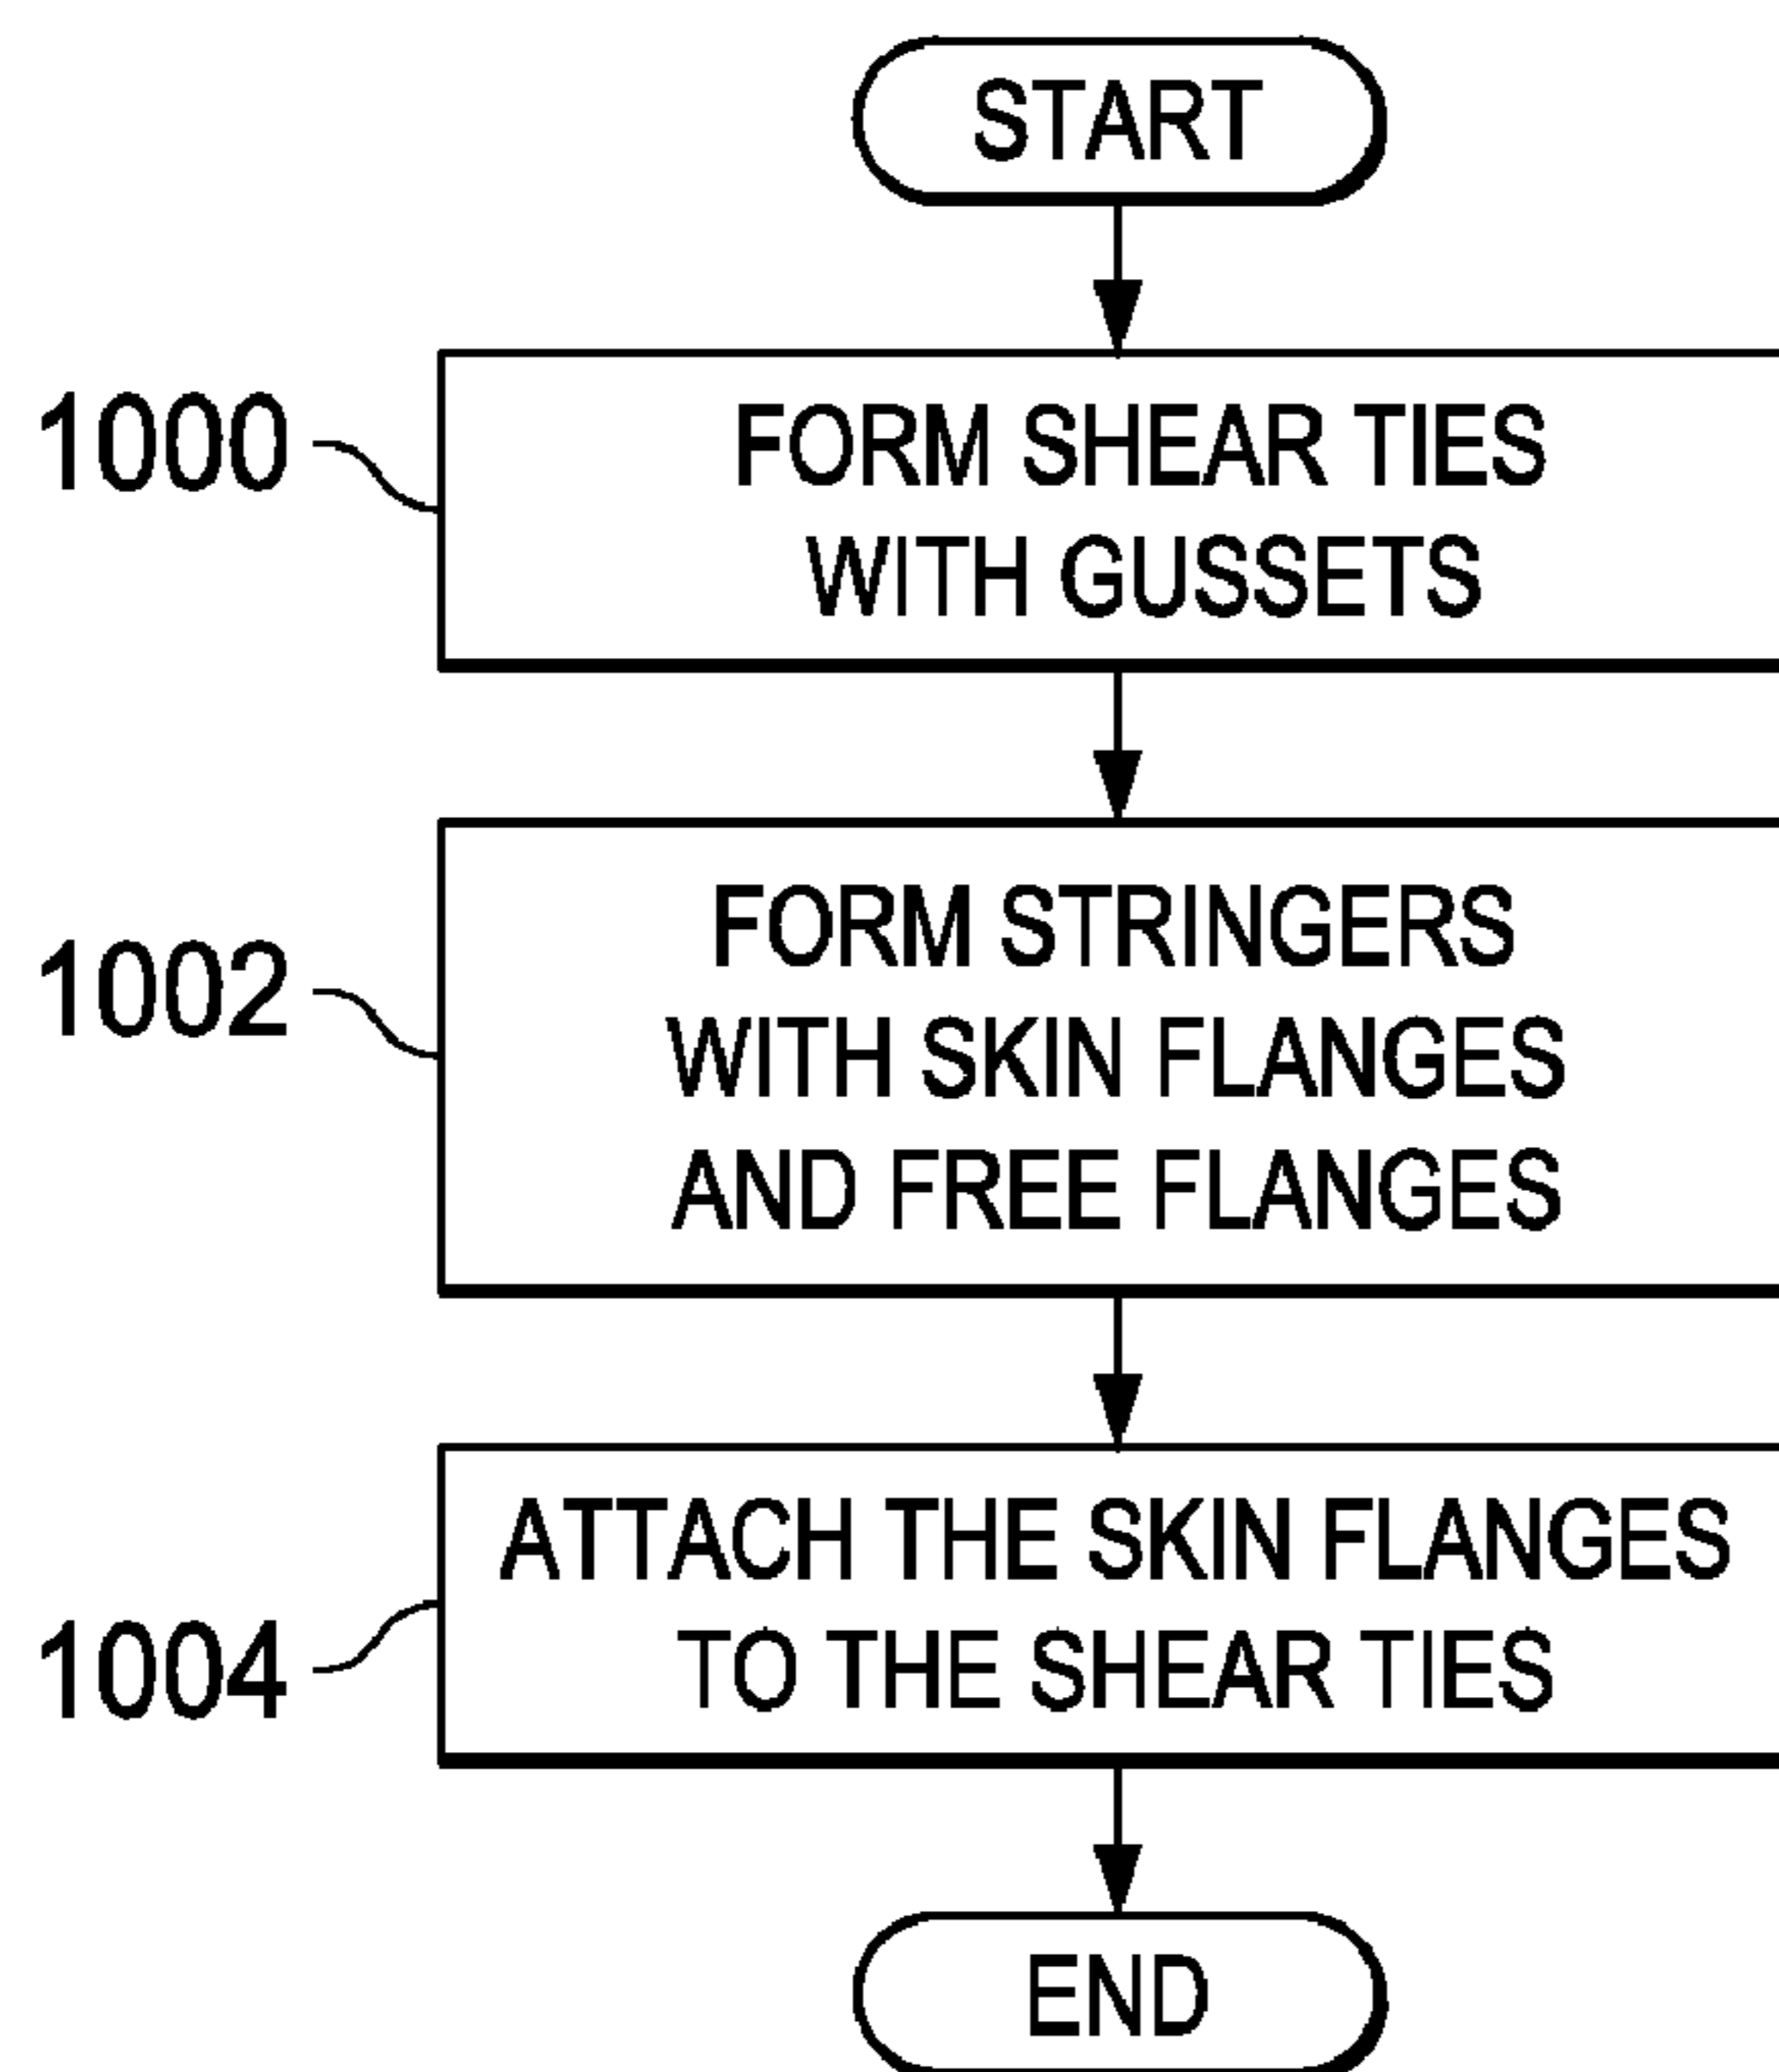 START
1000
FORM SHEAR TIES
WITH GUSSETS
1002
FORM STRINGERS
WITH SKIN FLANGES
AND FREE FLANGES
1004
ATTACH THE SKIN FLANGES
TO THE SHEAR TIES
END